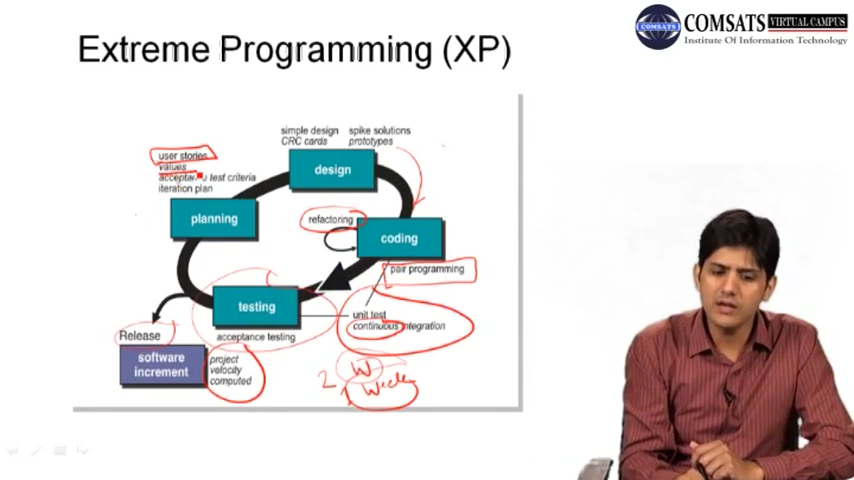 COMSATS VIRTUAL CAMPUS
COMSATS
Institute Of Information Technology
Extreme Programming (XP)
simple design
CRC cards
spike solutions
prototypes
user stories
values
acceptance test criteria
iteration plan
design
planning
refactoring
coding
pair programming
testing
unit test
continuous integration
acceptance testing
Release
software
increment
project
velocity
computed
2 W
1 Week